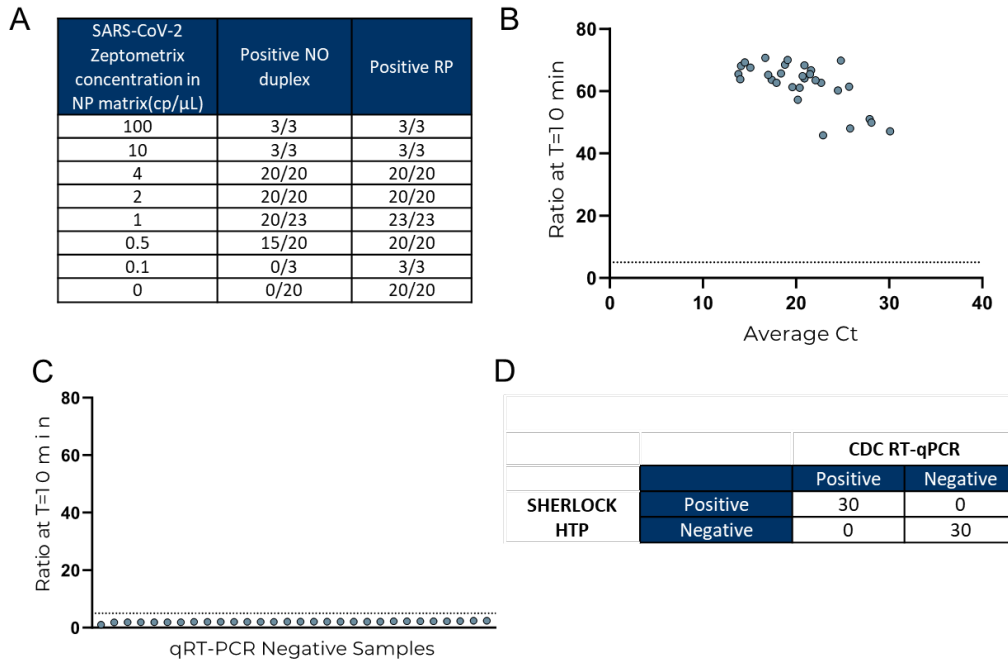 A
SARS-CoV-2
Zeptometrix
concentration in
NP matrix(cp/µL)
Positive NO
duplex
Positive RP
100 3/3 3/3
10 3/3 3/3
4 20/20 20/20
2 20/20 20/20
1 20/23 23/23
0.5 15/20 20/20
0.1 0/3 3/3
0 0/20 20/20
B
Ratio at T=1 0 min
80
60
40
20
0
0 10 20 30 40
Average Ct
C
Ratio at T=1 0 m i n
80
60
40
20
0
qRT-PCR Negative Samples
D
CDC RT-qPCR
Positive Negative
SHERLOCK
HTP
Positive 30 0
Negative 0 30